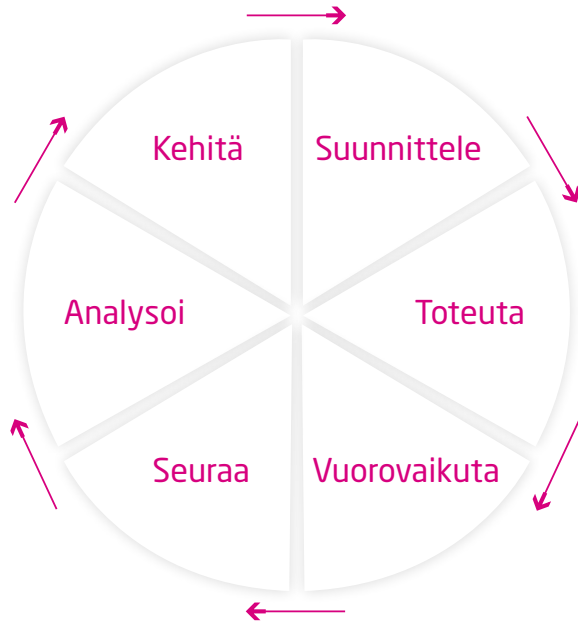 Kehitä
Suunnittele
Analysoi
Toteuta
Seuraa
Vuorovaikuta